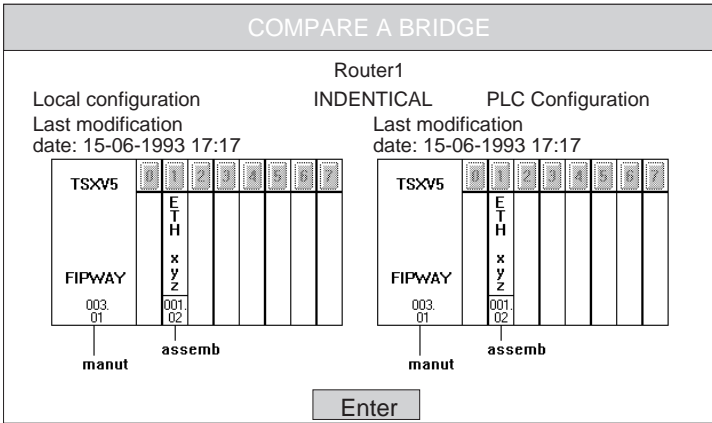 COMPARE A BRIDGE
Router1
Local configuration INDENTICAL PLC Configuration
Last modification
date: 15-06-1993 17:17
Last modification
date: 15-06-1993 17:17
TSXV5 0 1 2 3 4 5 6 7
ETH xyz
FIPWAY
003.
01
001.
02
manut
assemb
TSXV5 0 1 2 3 4 5 6 7
ETH xyz
FIPWAY
003.
01
001.
02
manut
assemb
Enter